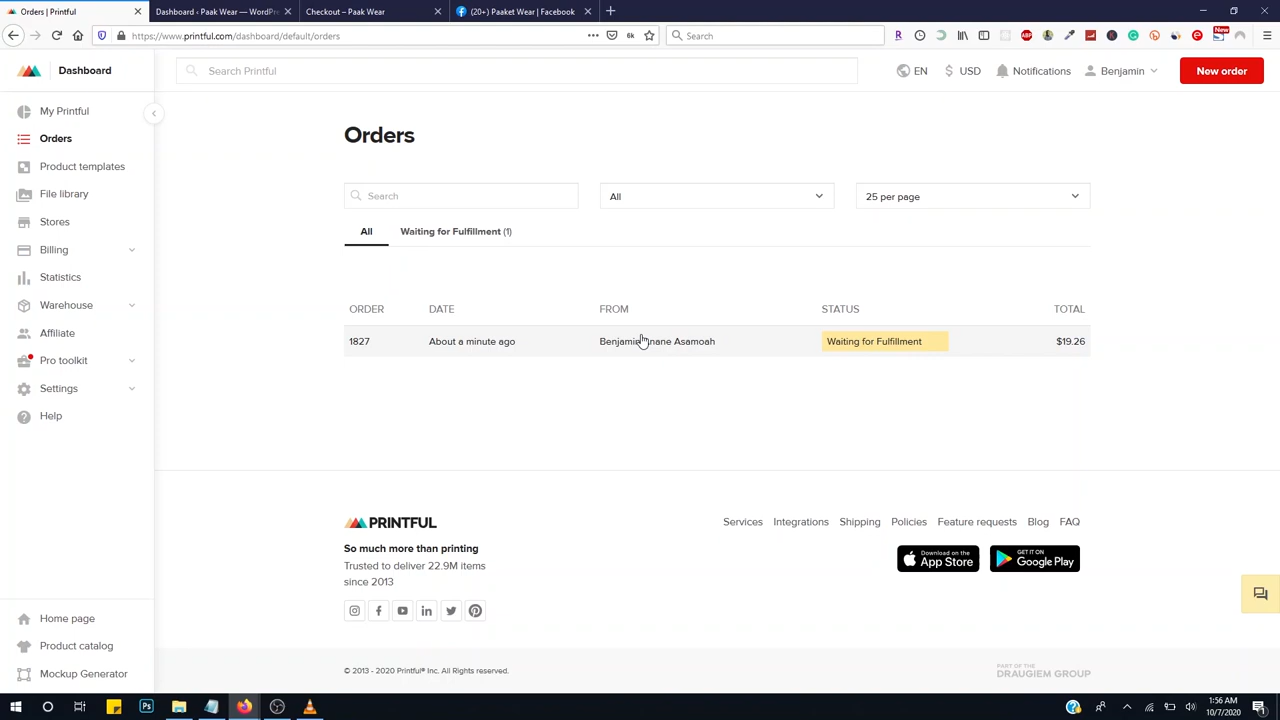 Orders | Printful
Dashboard - Paak Wear — WordPr
Checkout – Paak Wear
(20+) Paaket Wear | Facebook
https://www.printful.com/dashboard/default/orders
6k
Search
ABP
New
Dashboard
Search Printful
EN
$ USD
Notifications
Benjamin
New order
My Printful
Orders
Product templates
File library
Stores
Billing
Statistics
Warehouse
Affiliate
Pro toolkit
Settings
Help
Home page
Product catalog
Mockup Generator
Orders
Search
All
25 per page
All
Waiting for Fulfillment (1)
ORDER DATE FROM STATUS TOTAL
1827 About a minute ago Asamoah Waiting for Fulfillment $19.26
PRINTFUL
So much more than printing
Trusted to deliver 22.9M items
since 2013
Services Integrations Shipping Policies Feature requests Blog FAQ
Download on the
App Store
GET IT ON
Google Play
© 2013 - 2020 Printful® Inc. All Rights reserved.
PART OF THE
DRAUGIEM GROUP
Ps
1:56 AM
10/7/2020